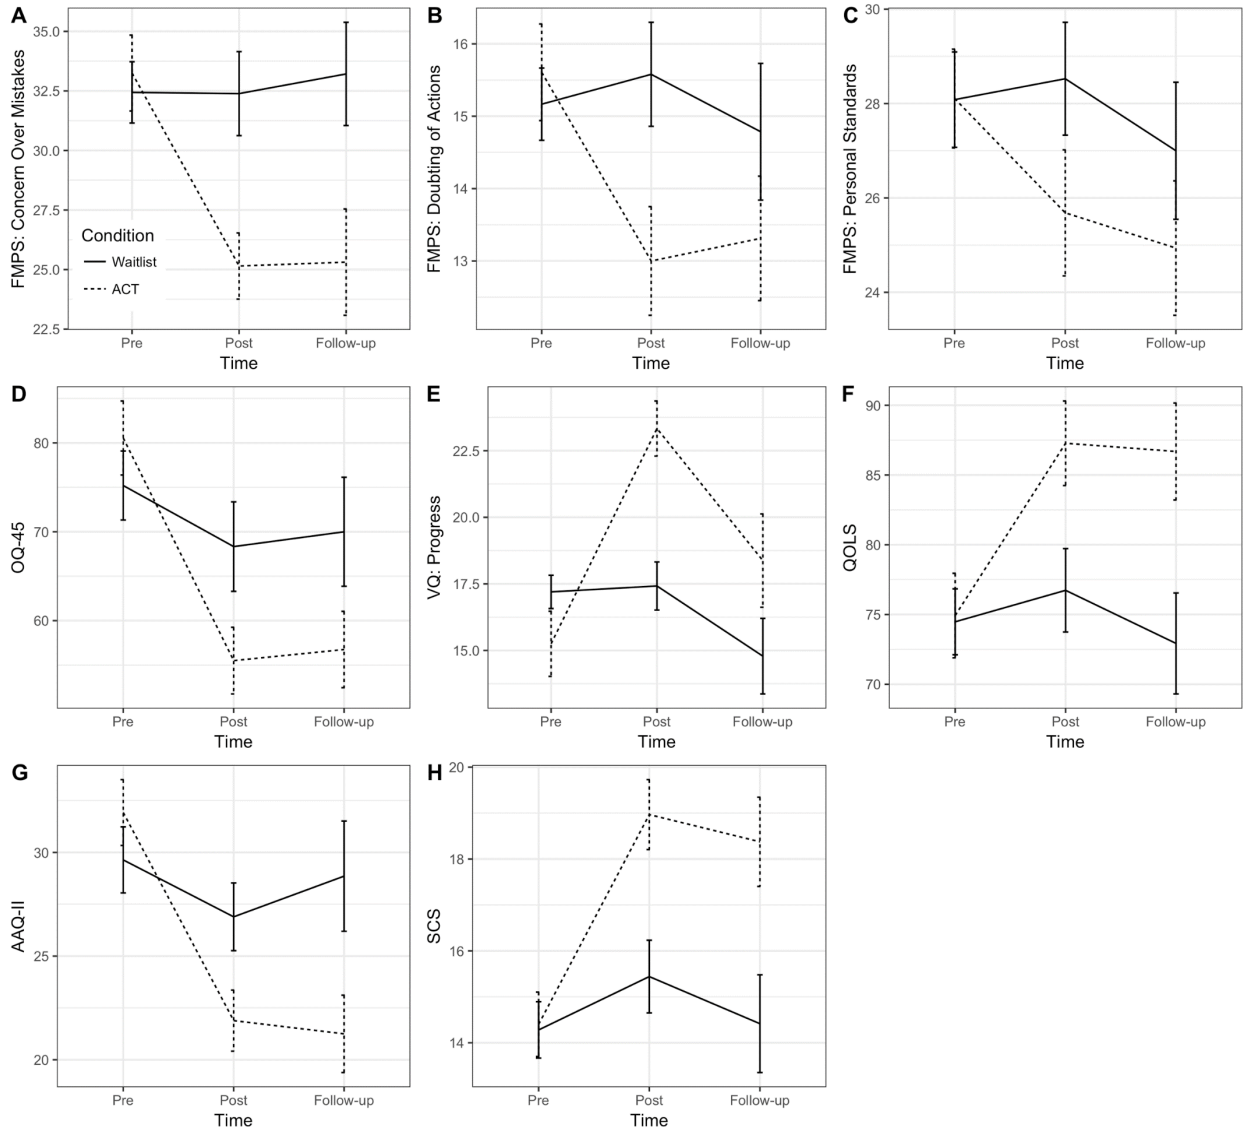 A
FMPS: Concern Over Mistakes
35.0
32.5
30.0
27.5
25.0
22.5
Condition
Waitlist
ACT
Pre
Post
Follow-up
Time
B
FMPS: Doubting of Actions
16
15
14
13
Pre
Post
Follow-up
Time
C
FMPS: Personal Standards
30
28
26
24
Pre
Post
Follow-up
Time
D
OQ-45
80
70
60
Pre
Post
Follow-up
Time
E
VQ: Progress
22.5
20.0
17.5
15.0
Pre
Post
Follow-up
Time
F
QOLS
90
85
80
75
70
Pre
Post
Follow-up
Time
G
AAQ-II
30
25
20
Pre
Post
Follow-up
Time
H
SCS
20
18
16
14
Pre
Post
Follow-up
Time